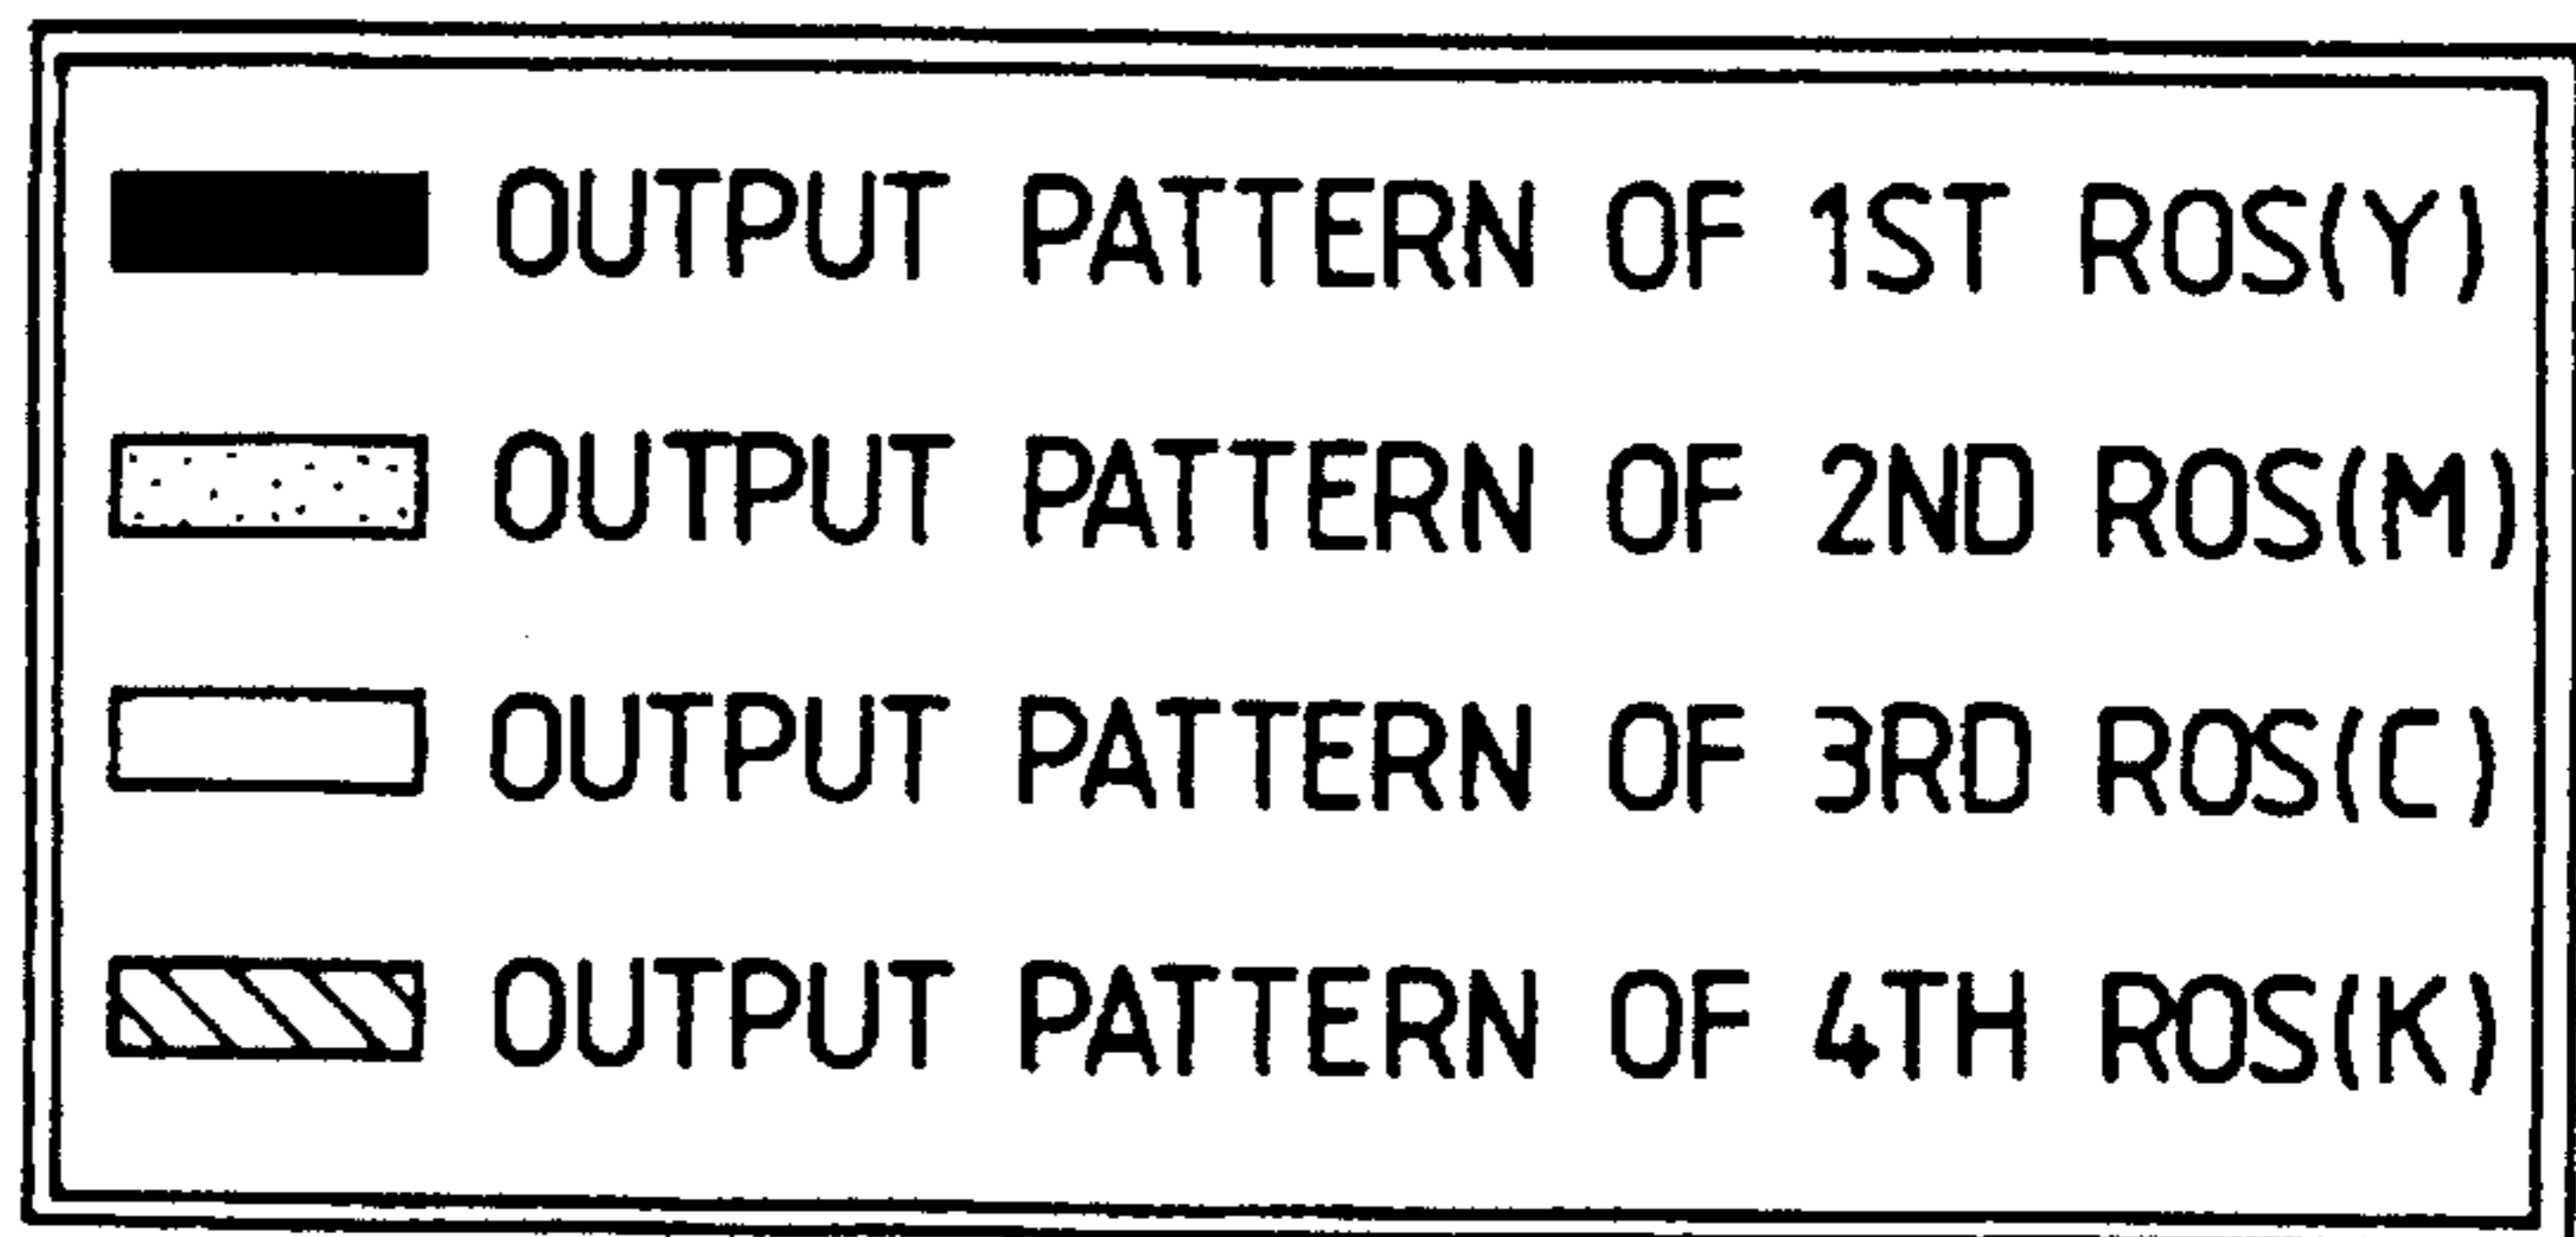 OUTPUT PATTERN OF 1ST ROS(Y)
OUTPUT PATTERN OF 2ND ROS(M)
OUTPUT PATTERN OF 3RD ROS(C)
OUTPUT PATTERN OF 4TH ROS(K)